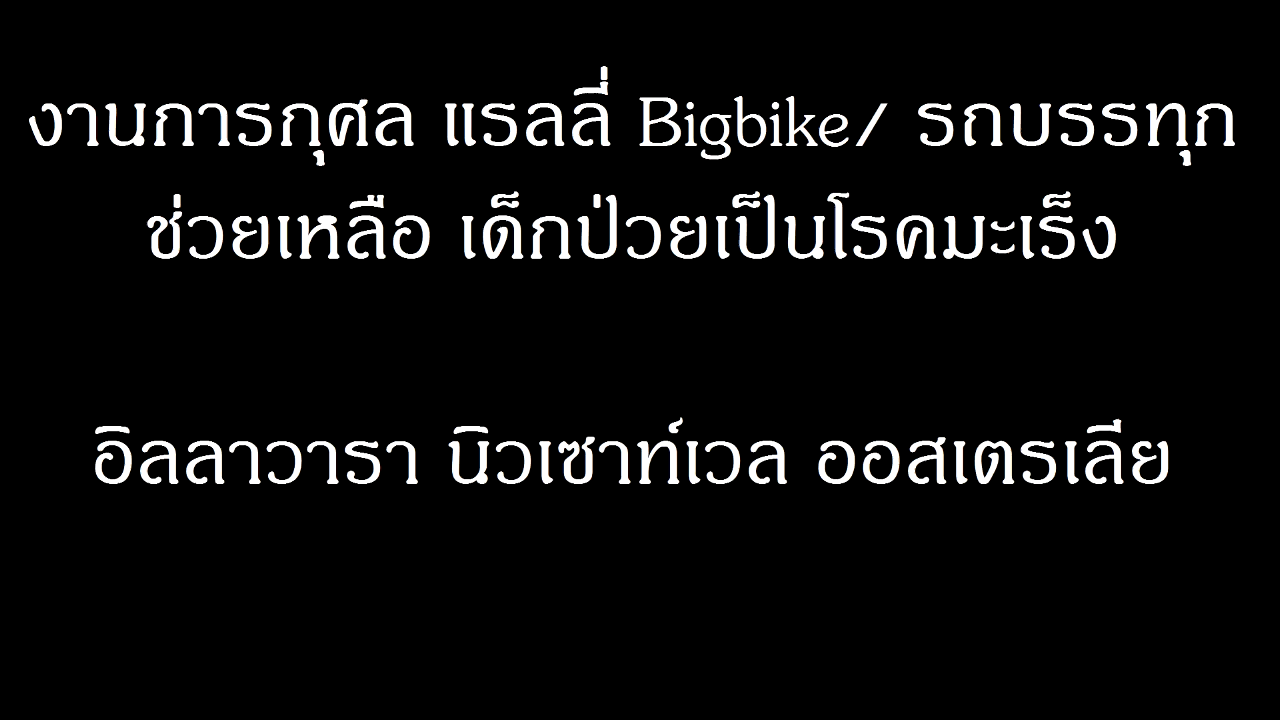 งานการกุศล แรลลี่ Bigbike/ รถบรรทุก
ช่วยเหลือ เด็กป่วยเป็นโรคมะเร็ง
อิลลาวารา นิวเซาท์เวล ออสเตรเลีย